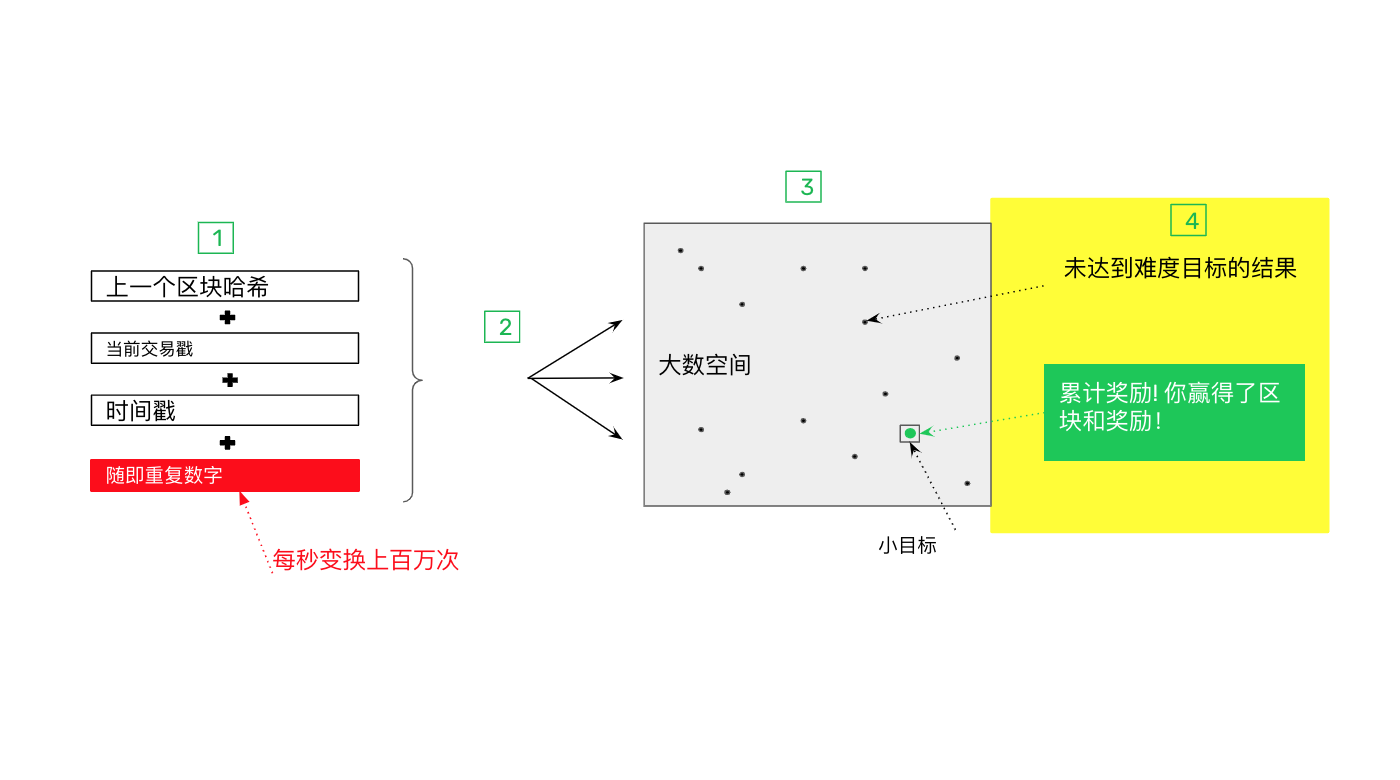 1
上一个区块哈希
当前交易戳
时间戳
随即重复数字
每秒变换上百万次
2
3
大数空间
小目标
4
未达到难度目标的结果
累计奖励! 你赢得了区
块和奖励!